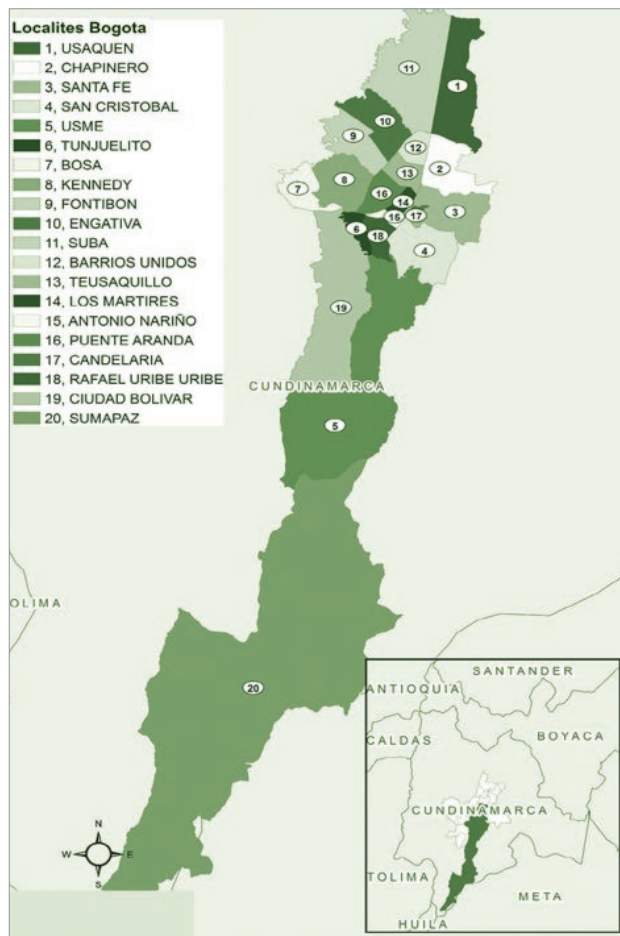 Localites Bogota
1, USAQUEN
2, CHAPINERO
3, SANTA FE
4, SAN CRISTOBAL
5, USME
6, TUNJUELITO
7, BOSA
8, KENNEDY
9, FONTIBON
10, ENGATIVA
11, SUBA
12, BARRIOS UNIDOS
13, TEUSAQUILLO
14, LOS MARTIRES
15, ANTONIO NARIÑO
16, PUENTE ARANDA
17, CANDELARIA
18, RAFAEL URIBE URIBE
19, CIUDAD BOLIVAR
20, SUMAPAZ
11
1
10
9
12
2
13
8
7
16
14
15
17
3
6
18
4
19
CUNDINAMARCA
5
OLIMA
20
N
W
E
S
SANTANDER
ANTIOQUIA
CALDAS
BOYACA
CUNDINAMARCA
TOLIMA
META
HUILA